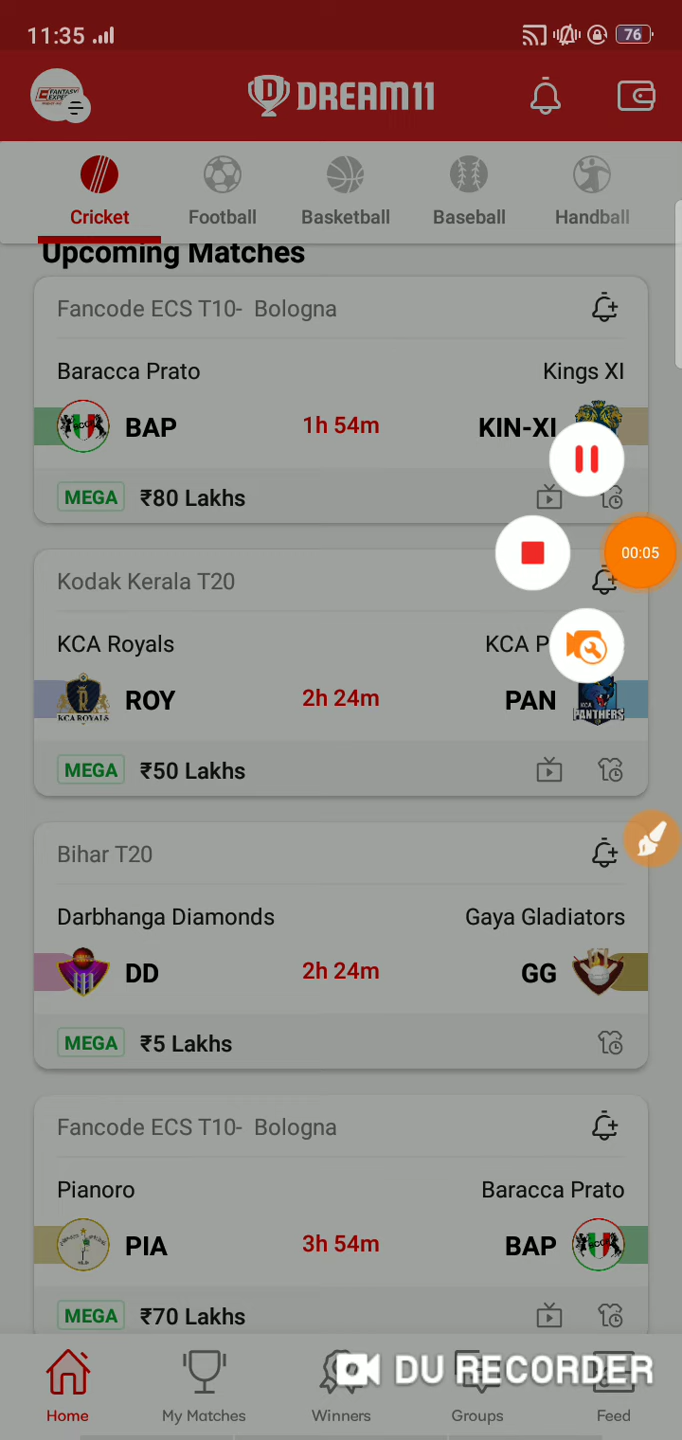 11:35
76
FANTASY
DREAM11
Cricket
Football
Basketball
Baseball
Handball
Upcoming Matches
Fancode ECS T10- Bologna
Baracca Prato
Kings XI
BAP
1h 54m
KIN-XI
MEGA
₹80 Lakhs
00:05
Kodak Kerala T20
KCA Royals
KCA P
ROY
2h 24m
PAN
KCA ROYALS
KCA
PANTHERS
MEGA
₹50 Lakhs
Bihar T20
Darbhanga Diamonds
Gaya Gladiators
DD
2h 24m
GG
MEGA
₹5 Lakhs
Fancode ECS T10- Bologna
Pianoro
Baracca Prato
PIA
3h 54m
BAP
MEGA
₹70 Lakhs
DU RECORDER
Home
My Matches
Winners
Groups
Feed